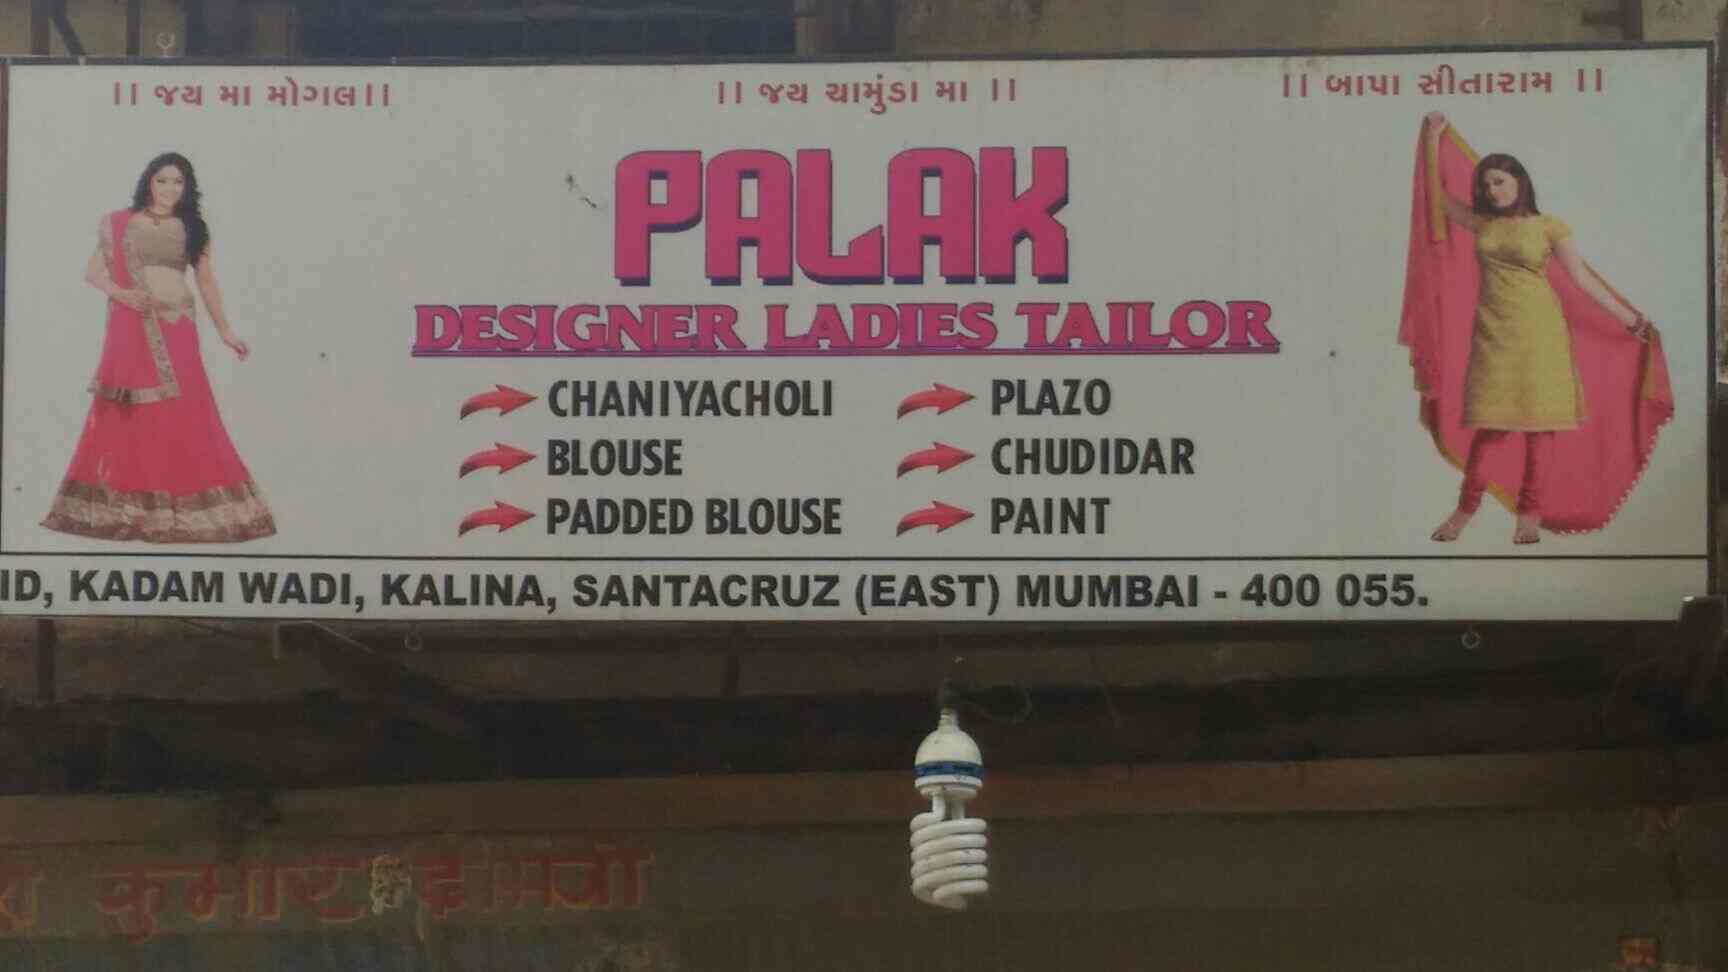 ।। જય મા મોગલ।। ।। જય ચામુંડા મા ।। ।। બાપા સીતારામ ।।
PALAK
DESIGNER LADIES TAILOR
CHANIYACHOLI PLAZO
BLOUSE CHUDIDAR
PADDED BLOUSE PAINT
ID, KADAM WADI, KALINA, SANTACRUZ (EAST) MUMBAI - 400 055.
कुमार